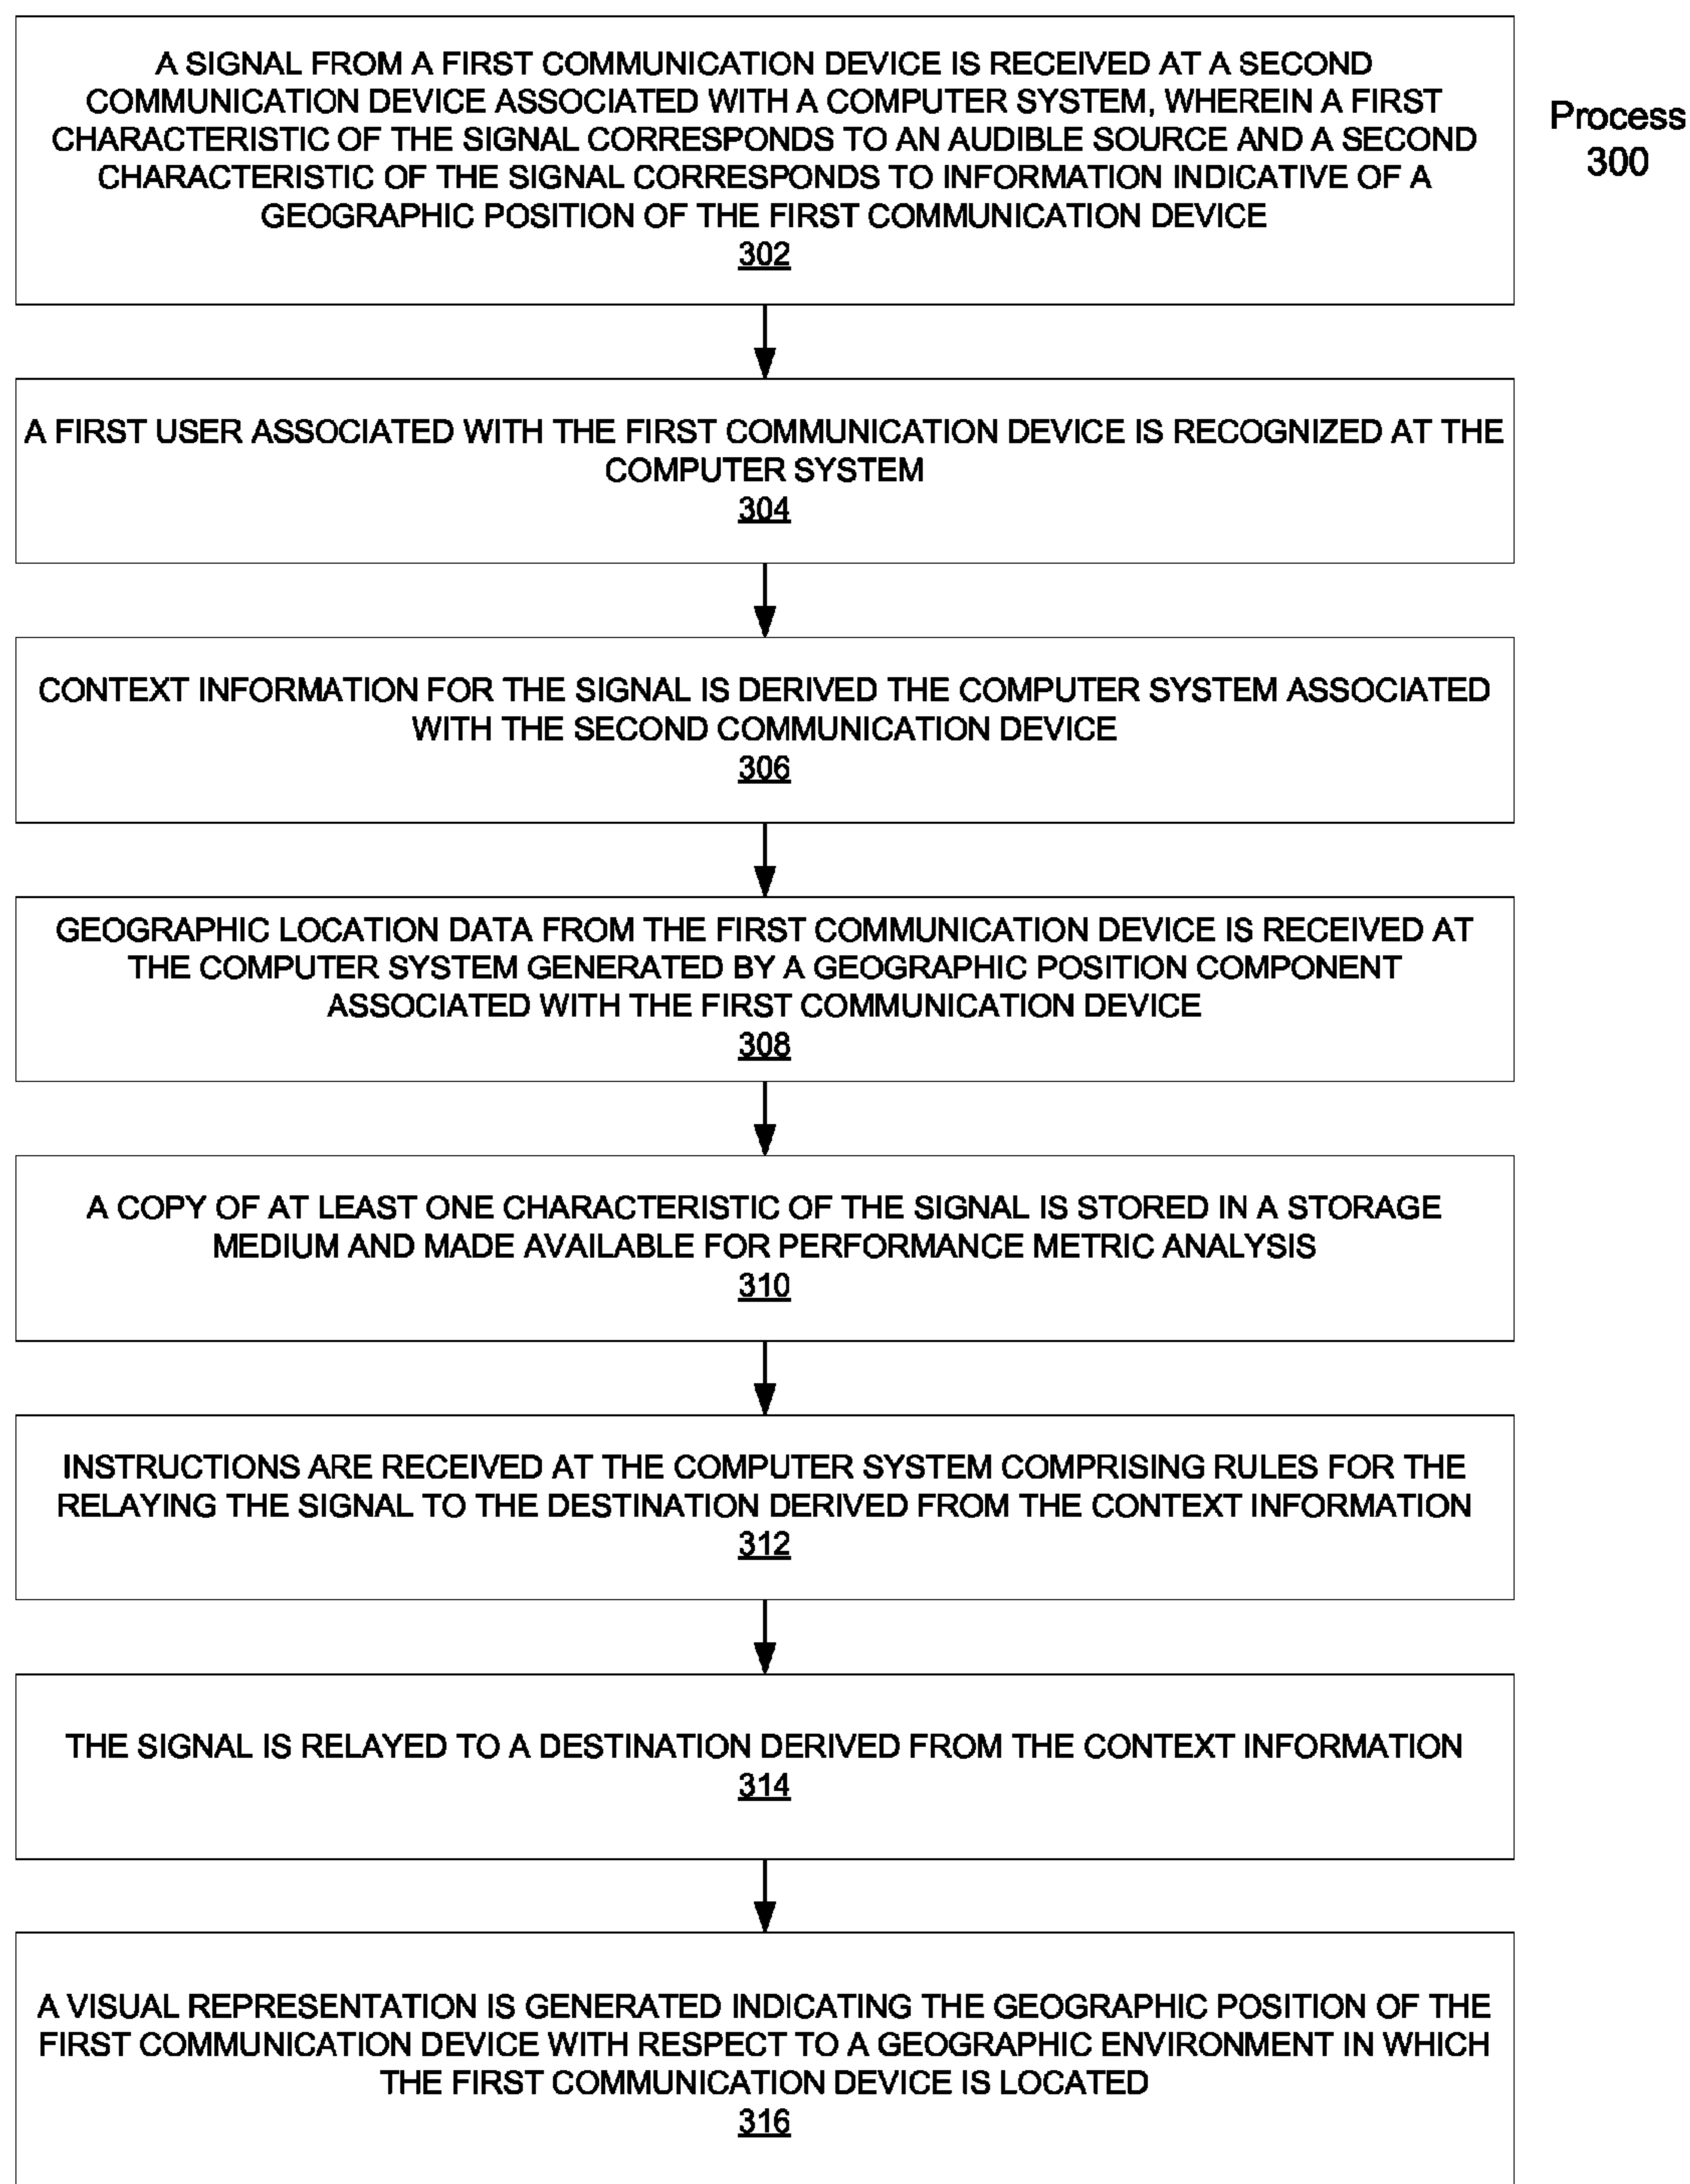 A SIGNAL FROM A FIRST COMMUNICATION DEVICE IS RECEIVED AT A SECOND
COMMUNICATION DEVICE ASSOCIATED WITH A COMPUTER SYSTEM, WHEREIN A FIRST
CHARACTERISTIC OF THE SIGNAL CORRESPONDS TO AN AUDIBLE SOURCE AND A SECOND
CHARACTERISTIC OF THE SIGNAL CORRESPONDS TO INFORMATION INDICATIVE OF A
GEOGRAPHIC POSITION OF THE FIRST COMMUNICATION DEVICE
302
Process
300
A FIRST USER ASSOCIATED WITH THE FIRST COMMUNICATION DEVICE IS RECOGNIZED AT THE
COMPUTER SYSTEM
304
CONTEXT INFORMATION FOR THE SIGNAL IS DERIVED THE COMPUTER SYSTEM ASSOCIATED
WITH THE SECOND COMMUNICATION DEVICE
306
GEOGRAPHIC LOCATION DATA FROM THE FIRST COMMUNICATION DEVICE IS RECEIVED AT
THE COMPUTER SYSTEM GENERATED BY A GEOGRAPHIC POSITION COMPONENT
ASSOCIATED WITH THE FIRST COMMUNICATION DEVICE
308
A COPY OF AT LEAST ONE CHARACTERISTIC OF THE SIGNAL IS STORED IN A STORAGE
MEDIUM AND MADE AVAILABLE FOR PERFORMANCE METRIC ANALYSIS
310
INSTRUCTIONS ARE RECEIVED AT THE COMPUTER SYSTEM COMPRISING RULES FOR THE
RELAYING THE SIGNAL TO THE DESTINATION DERIVED FROM THE CONTEXT INFORMATION
312
THE SIGNAL IS RELAYED TO A DESTINATION DERIVED FROM THE CONTEXT INFORMATION
314
A VISUAL REPRESENTATION IS GENERATED INDICATING THE GEOGRAPHIC POSITION OF THE
FIRST COMMUNICATION DEVICE WITH RESPECT TO A GEOGRAPHIC ENVIRONMENT IN WHICH
THE FIRST COMMUNICATION DEVICE IS LOCATED
316